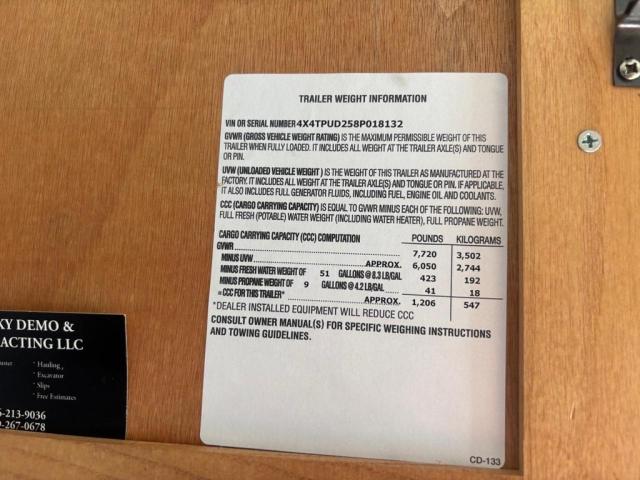 TRAILER WEIGHT INFORMATION
VIN OR SERIAL NUMBER 4X4TPUD258P018132
GVWR (GROSS VEHICLE WEIGHT RATING) IS THE MAXIMUM PERMISSIBLE WEIGHT OF THIS
TRAILER WHEN FULLY LOADED. IT INCLUDES ALL WEIGHT AT THE TRAILER AXLE(S) AND TONGUE
OR PIN.
UVW (UNLOADED VEHICLE WEIGHT ) IS THE WEIGHT OF THIS TRAILER AS MANUFACTURED AT THE
FACTORY. IT INCLUDES ALL WEIGHT AT THE TRAILER AXLE(S) AND TONGUE OR PIN. IF APPLICABLE,
IT ALSO INCLUDES FULL GENERATOR FLUIDS, INCLUDING FUEL, ENGINE OIL AND COOLANTS.
CCC (CARGO CARRYING CAPACITY) IS EQUAL TO GVWR MINUS EACH OF THE FOLLOWING: UVW,
FULL FRESH (POTABLE) WATER WEIGHT (INCLUDING WATER HEATER), FULL PROPANE WEIGHT.
CARGO CARRYING CAPACITY (CCC) COMPUTATION POUNDS KILOGRAMS
GVWR 7,720 3,502
MINUS UVW APPROX. 6,050 2,744
MINUS FRESH WATER WEIGHT OF 51 GALLONS @ 8.3 LB/GAL 423 192
MINUS PROPANE WEIGHT OF 9 GALLONS @ 4.2 LB/GAL 41 18
=CCC FOR THIS TRAILER* APPROX. 1,206 547
*DEALER INSTALLED EQUIPMENT WILL REDUCE CCC
CONSULT OWNER MANUAL(S) FOR SPECIFIC WEIGHING INSTRUCTIONS
AND TOWING GUIDELINES.
CD-133
KY DEMO &
ACTING LLC
· Hauling
· Excavator
· Slips
· Free Estimates
-213-9036
-267-0678